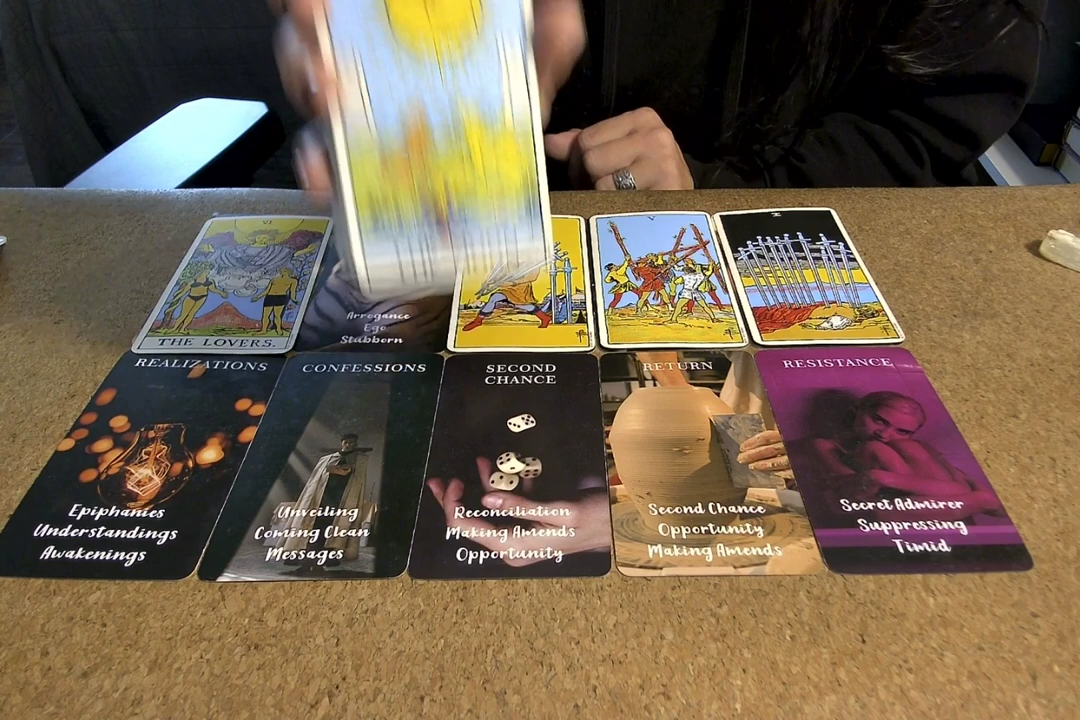 VI
THE LOVERS.
Arrogance
Ego
Stubborn
V
X
REALIZATIONS
Epiphanies
Understandings
Awakenings
CONFESSIONS
Unveiling
Coming Clean
Messages
SECOND
CHANCE
Reconciliation
Making Amends
Opportunity
RETURN
Second Chance
Opportunity
Making Amends
RESISTANCE
Secret Admirer
Suppressing
Timid